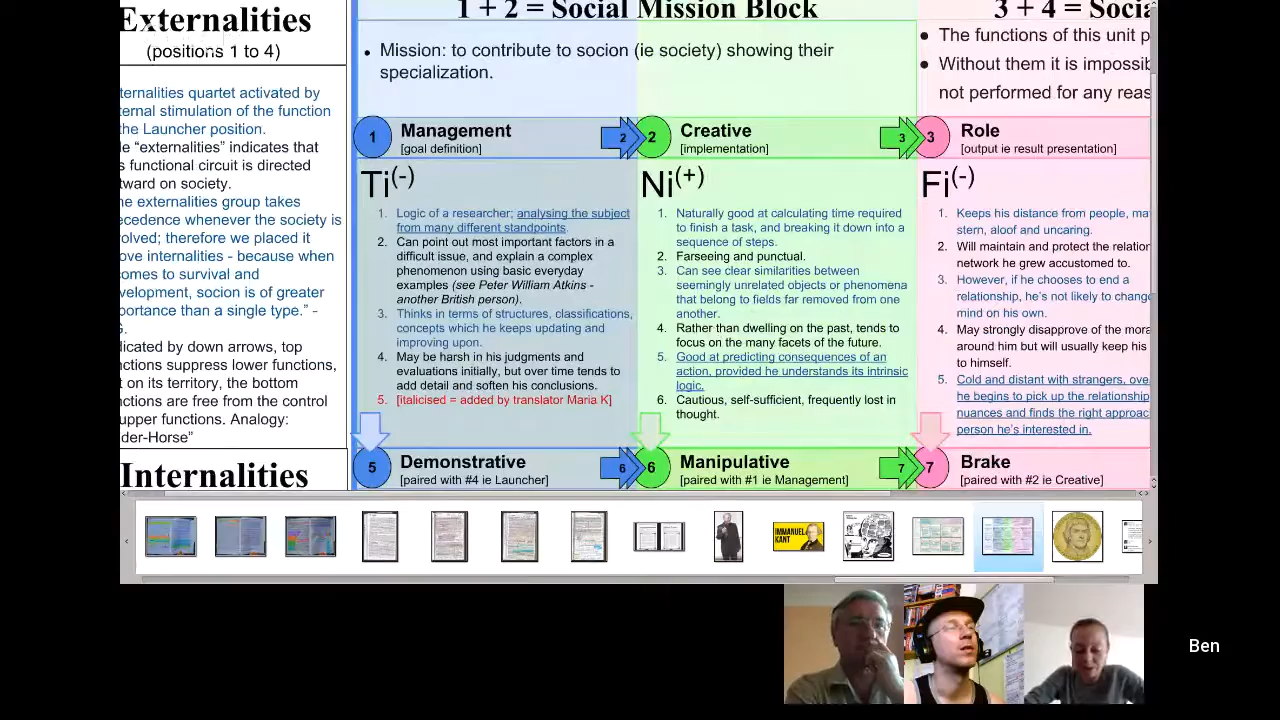 Externalities
(positions 1 to 4)
ternalities quartet activated by
ternal stimulation of the function
the Launcher position.
le “externalities” indicates that
s functional circuit is directed
tward on society.
ne externalities group takes
ecedence whenever the society is
volved; therefore we placed it
ove internalities - because when
comes to survival and
velopment, socion is of greater
portance than a single type.” -
S.
dicated by down arrows, top
nctions suppress lower functions,
t on its territory, the bottom
nctions are free from the control
upper functions. Analogy:
der-Horse”
Internalities
1 + 2 = Social Mission Block
• Mission: to contribute to socion (ie society) showing their
specialization.
3 + 4 = Socia
• The functions of this unit p
• Without them it is impossib
not performed for any reas
1 Management
[goal definition]
2
2 Creative
[implementation]
3
3 Role
[output ie result presentation]
Ti(-)
1. Logic of a researcher; analysing the subject
from many different standpoints.
2. Can point out most important factors in a
difficult issue, and explain a complex
phenomenon using basic everyday
examples (see Peter William Atkins -
another British person).
3. Thinks in terms of structures, classifications,
concepts which he keeps updating and
improving upon.
4. May be harsh in his judgments and
evaluations initially, but over time tends to
add detail and soften his conclusions.
5. [italicised = added by translator Maria K]
Ni(+)
1. Naturally good at calculating time required
to finish a task, and breaking it down into a
sequence of steps.
2. Farseeing and punctual.
3. Can see clear similarities between
seemingly unrelated objects or phenomena
that belong to fields far removed from one
another.
4. Rather than dwelling on the past, tends to
focus on the many facets of the future.
5. Good at predicting consequences of an
action, provided he understands its intrinsic
logic.
6. Cautious, self-sufficient, frequently lost in
thought.
Fi(-)
1. Keeps his distance from people, ma
stern, aloof and uncaring.
2. Will maintain and protect the relation
network he grew accustomed to.
3. However, if he chooses to end a
relationship, he’s not likely to change
mind on his own.
4. May strongly disapprove of the mora
around him but will usually keep his
to himself.
5. Cold and distant with strangers, ove
he begins to pick up the relationship
nuances and finds the right approac
person he’s interested in.
5 Demonstrative
[paired with #4 ie Launcher]
6
6 Manipulative
[paired with #1 ie Management]
7
7 Brake
[paired with #2 ie Creative]
IMMANUEL
KANT
Ben